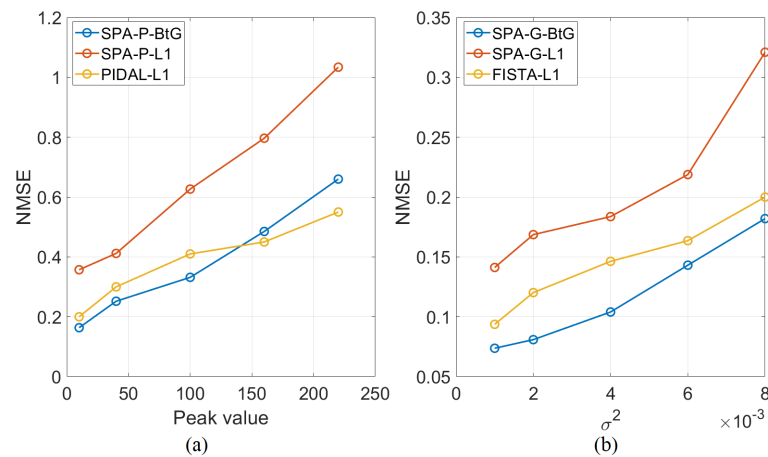 SPA-P-BtG
SPA-P-L1
PIDAL-L1
NMSE
0
0.2
0.4
0.6
0.8
1
1.2
0 50 100 150 200 250
Peak value
(a)
SPA-G-BtG
SPA-G-L1
FISTA-L1
NMSE
0.05
0.1
0.15
0.2
0.25
0.3
0.35
0 2 4 6 8
σ²
×10⁻³
(b)